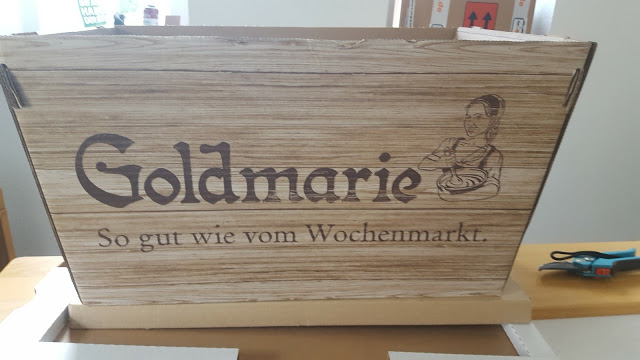 Goldmarie
So gut wie vom Wochenmarkt.